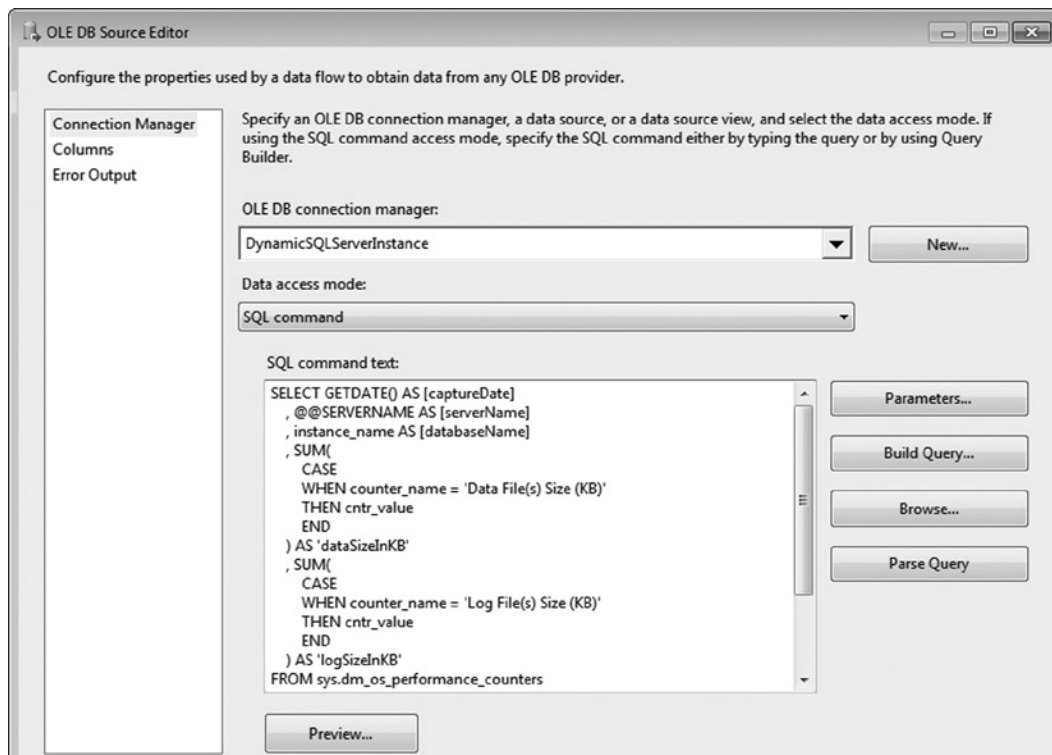 OLE DB Source Editor
Configure the properties used by a data flow to obtain data from any OLE DB provider.
Connection Manager
Columns
Error Output
Specify an OLE DB connection manager, a data source, or a data source view, and select the data access mode. If
using the SQL command access mode, specify the SQL command either by typing the query or by using Query
Builder.
OLE DB connection manager:
DynamicSQLServerInstance
New...
Data access mode:
SQL command
SQL command text:
SELECT GETDATE() AS [captureDate]
, @@SERVERNAME AS [serverName]
, instance_name AS [databaseName]
, SUM(
CASE
WHEN counter_name = 'Data File(s) Size (KB)'
THEN cntr_value
END
) AS 'dataSizeInKB'
, SUM(
CASE
WHEN counter_name = 'Log File(s) Size (KB)'
THEN cntr_value
END
) AS 'logSizeInKB'
FROM sys.dm_os_performance_counters
Parameters...
Build Query...
Browse...
Parse Query
Preview...